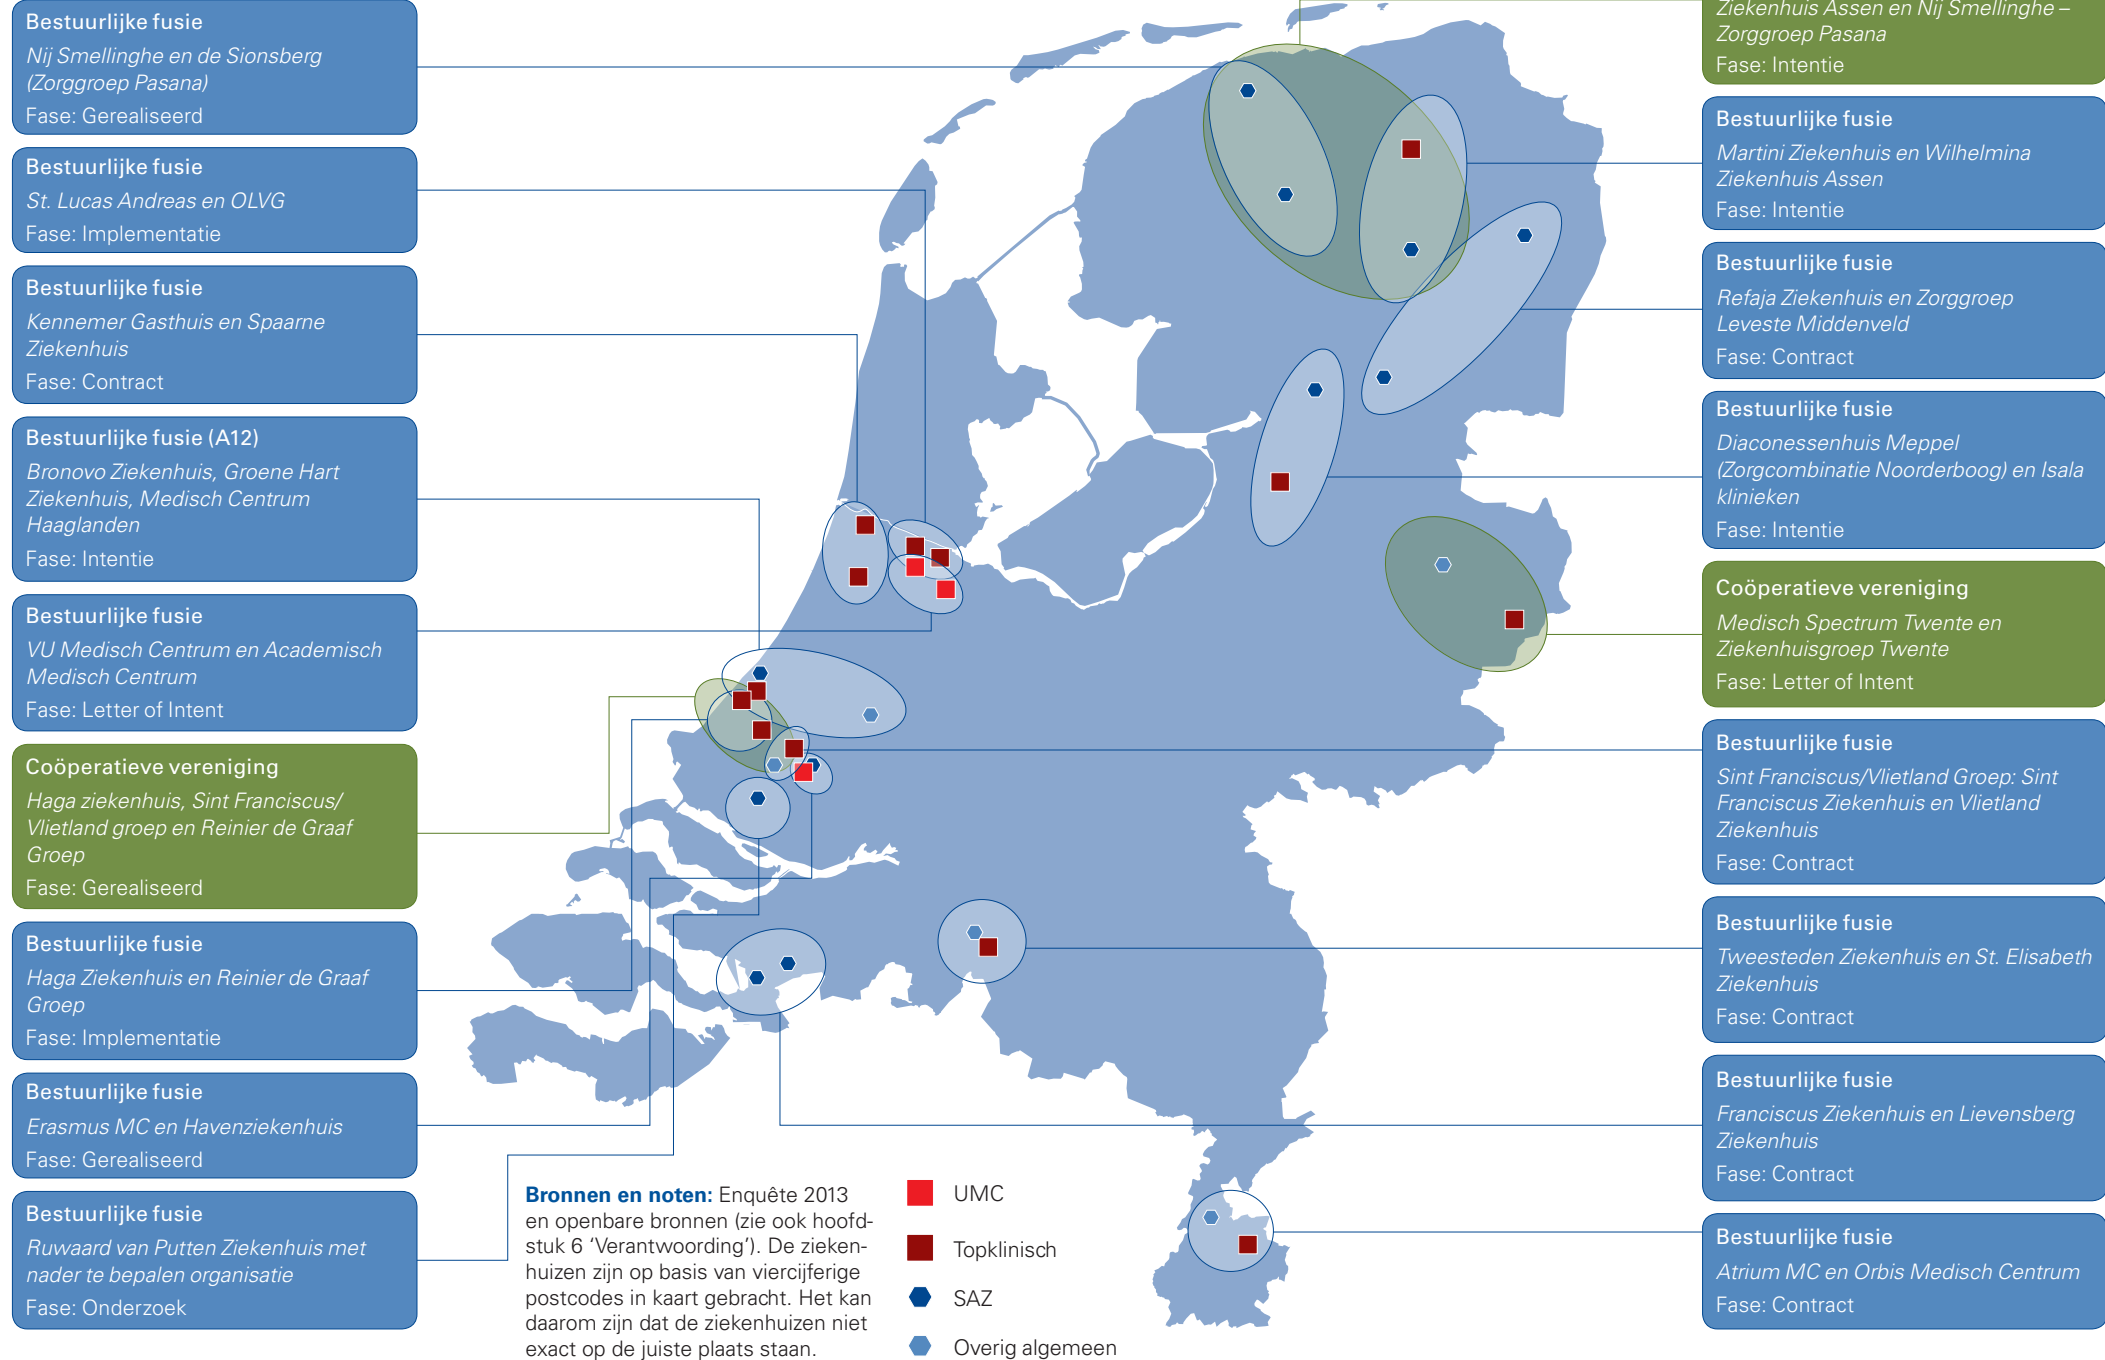 Bestuurlijke fusie
Nij Smellinghe en de Sionsberg
(Zorggroep Pasana)
Fase: Gerealiseerd
Bestuurlijke fusie
St. Lucas Andreas en OLVG
Fase: Implementatie
Bestuurlijke fusie
Kennemer Gasthuis en Spaarne
Ziekenhuis
Fase: Contract
Bestuurlijke fusie (A12)
Bronovo Ziekenhuis, Groene Hart
Ziekenhuis, Medisch Centrum
Haaglanden
Fase: Intentie
Bestuurlijke fusie
VU Medisch Centrum en Academisch
Medisch Centrum
Fase: Letter of Intent
Coöperatieve vereniging
Haga ziekenhuis, Sint Franciscus/
Vlietland groep en Reinier de Graaf
Groep
Fase: Gerealiseerd
Bestuurlijke fusie
Haga Ziekenhuis en Reinier de Graaf
Groep
Fase: Implementatie
Bestuurlijke fusie
Erasmus MC en Havenziekenhuis
Fase: Gerealiseerd
Bestuurlijke fusie
Ruwaard van Putten Ziekenhuis met
nader te bepalen organisatie
Fase: Onderzoek
Bronnen en noten: Enquête 2013
en openbare bronnen (zie ook hoofd-
stuk 6 ‘Verantwoording’). De zieken-
huizen zijn op basis van viercijferige
postcodes in kaart gebracht. Het kan
daarom zijn dat de ziekenhuizen niet
exact op de juiste plaats staan.
UMC
Topklinisch
SAZ
Overig algemeen
Ziekenhuis Assen en Nij Smellinghe –
Zorggroep Pasana
Fase: Intentie
Bestuurlijke fusie
Martini Ziekenhuis en Wilhelmina
Ziekenhuis Assen
Fase: Intentie
Bestuurlijke fusie
Refaja Ziekenhuis en Zorggroep
Leveste Middenveld
Fase: Contract
Bestuurlijke fusie
Diaconessenhuis Meppel
(Zorgcombinatie Noorderboog) en Isala
klinieken
Fase: Intentie
Coöperatieve vereniging
Medisch Spectrum Twente en
Ziekenhuisgroep Twente
Fase: Letter of Intent
Bestuurlijke fusie
Sint Franciscus/Vlietland Groep: Sint
Franciscus Ziekenhuis en Vlietland
Ziekenhuis
Fase: Contract
Bestuurlijke fusie
Tweesteden Ziekenhuis en St. Elisabeth
Ziekenhuis
Fase: Contract
Bestuurlijke fusie
Franciscus Ziekenhuis en Lievensberg
Ziekenhuis
Fase: Contract
Bestuurlijke fusie
Atrium MC en Orbis Medisch Centrum
Fase: Contract